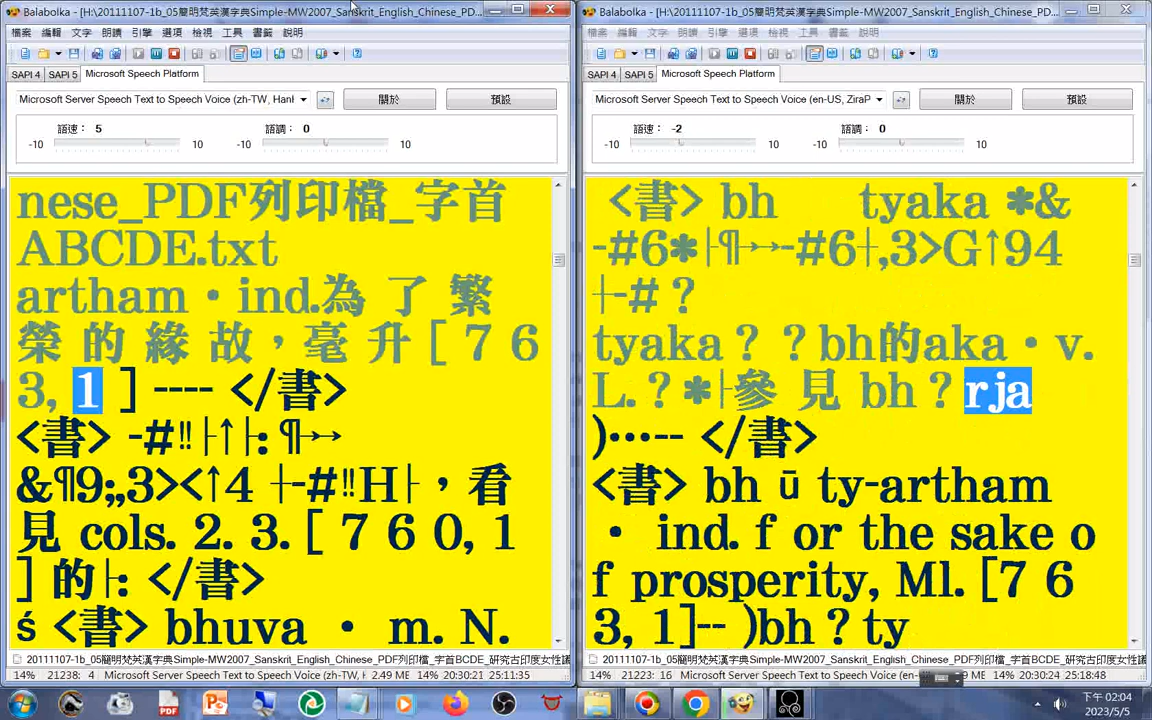 Balabolka - [H:\20111107-1b_05簡明梵英漢字典Simple-MW2007_Sanskrit_English_Chinese_PD...
檔案 編輯 文字 朗讀 引擎 選項 檢視 工具 書籤 說明
SAPI 4 SAPI 5 Microsoft Speech Platform
Microsoft Server Speech Text to Speech Voice (zh-TW, Hanl 關於 預設
語速： 5 語調： 0
-10 10 -10 10
nese_PDF列印檔_字首
ABCDE.txt
artham‧ind.為 了 繁
榮 的 緣 故，毫 升 [ 7 6
3, 1 ] ---- </書>
<書> -#‼├↑├: ¶➳
&¶9;,3><↑4 ┼-#‼H├，看
見 cols. 2. 3. [ 7 6 0, 1
] 的├: </書>
ś <書> bhuva ‧ m. N.
20111107-1b_05簡明梵英漢字典Simple-MW2007_Sanskrit_English_Chinese_PDF列印檔_字首BCDE_研究古印度女性議
14% 21238: 4 Microsoft Server Speech Text to Speech Voice (zh-TW, H 2.49 MB 14% 20:30:21 25:11:35
Balabolka - [H:\20111107-1b_05簡明梵英漢字典Simple-MW2007_Sanskrit_English_Chinese_PD...
檔案 編輯 文字 朗讀 引擎 選項 檢視 工具 書籤 說明
SAPI 4 SAPI 5 Microsoft Speech Platform
Microsoft Server Speech Text to Speech Voice (en-US, ZiraP 關於 預設
語速： -2 語調： 0
-10 10 -10 10
<書> bh tyaka ✱&
-#6✱├¶➳-#6┼,3>G↑94
┼-#？
tyaka？？bh的aka‧v.
L.？✱├參 見 bh？rja
)…-- </書>
<書> bh ū ty-artham
‧ ind. f or the sake o
f prosperity, Ml. [7 6
3, 1]-- )bh？ty
20111107-1b_05簡明梵英漢字典Simple-MW2007_Sanskrit_English_Chinese_PDF列印檔_字首BCDE_研究古印度女性議
14% 21223: 16 Microsoft Server Speech Text to Speech Voice (en-US, Z 2.62 MB 14% 20:30:24 25:18:48
下午 02:04
2023/5/5